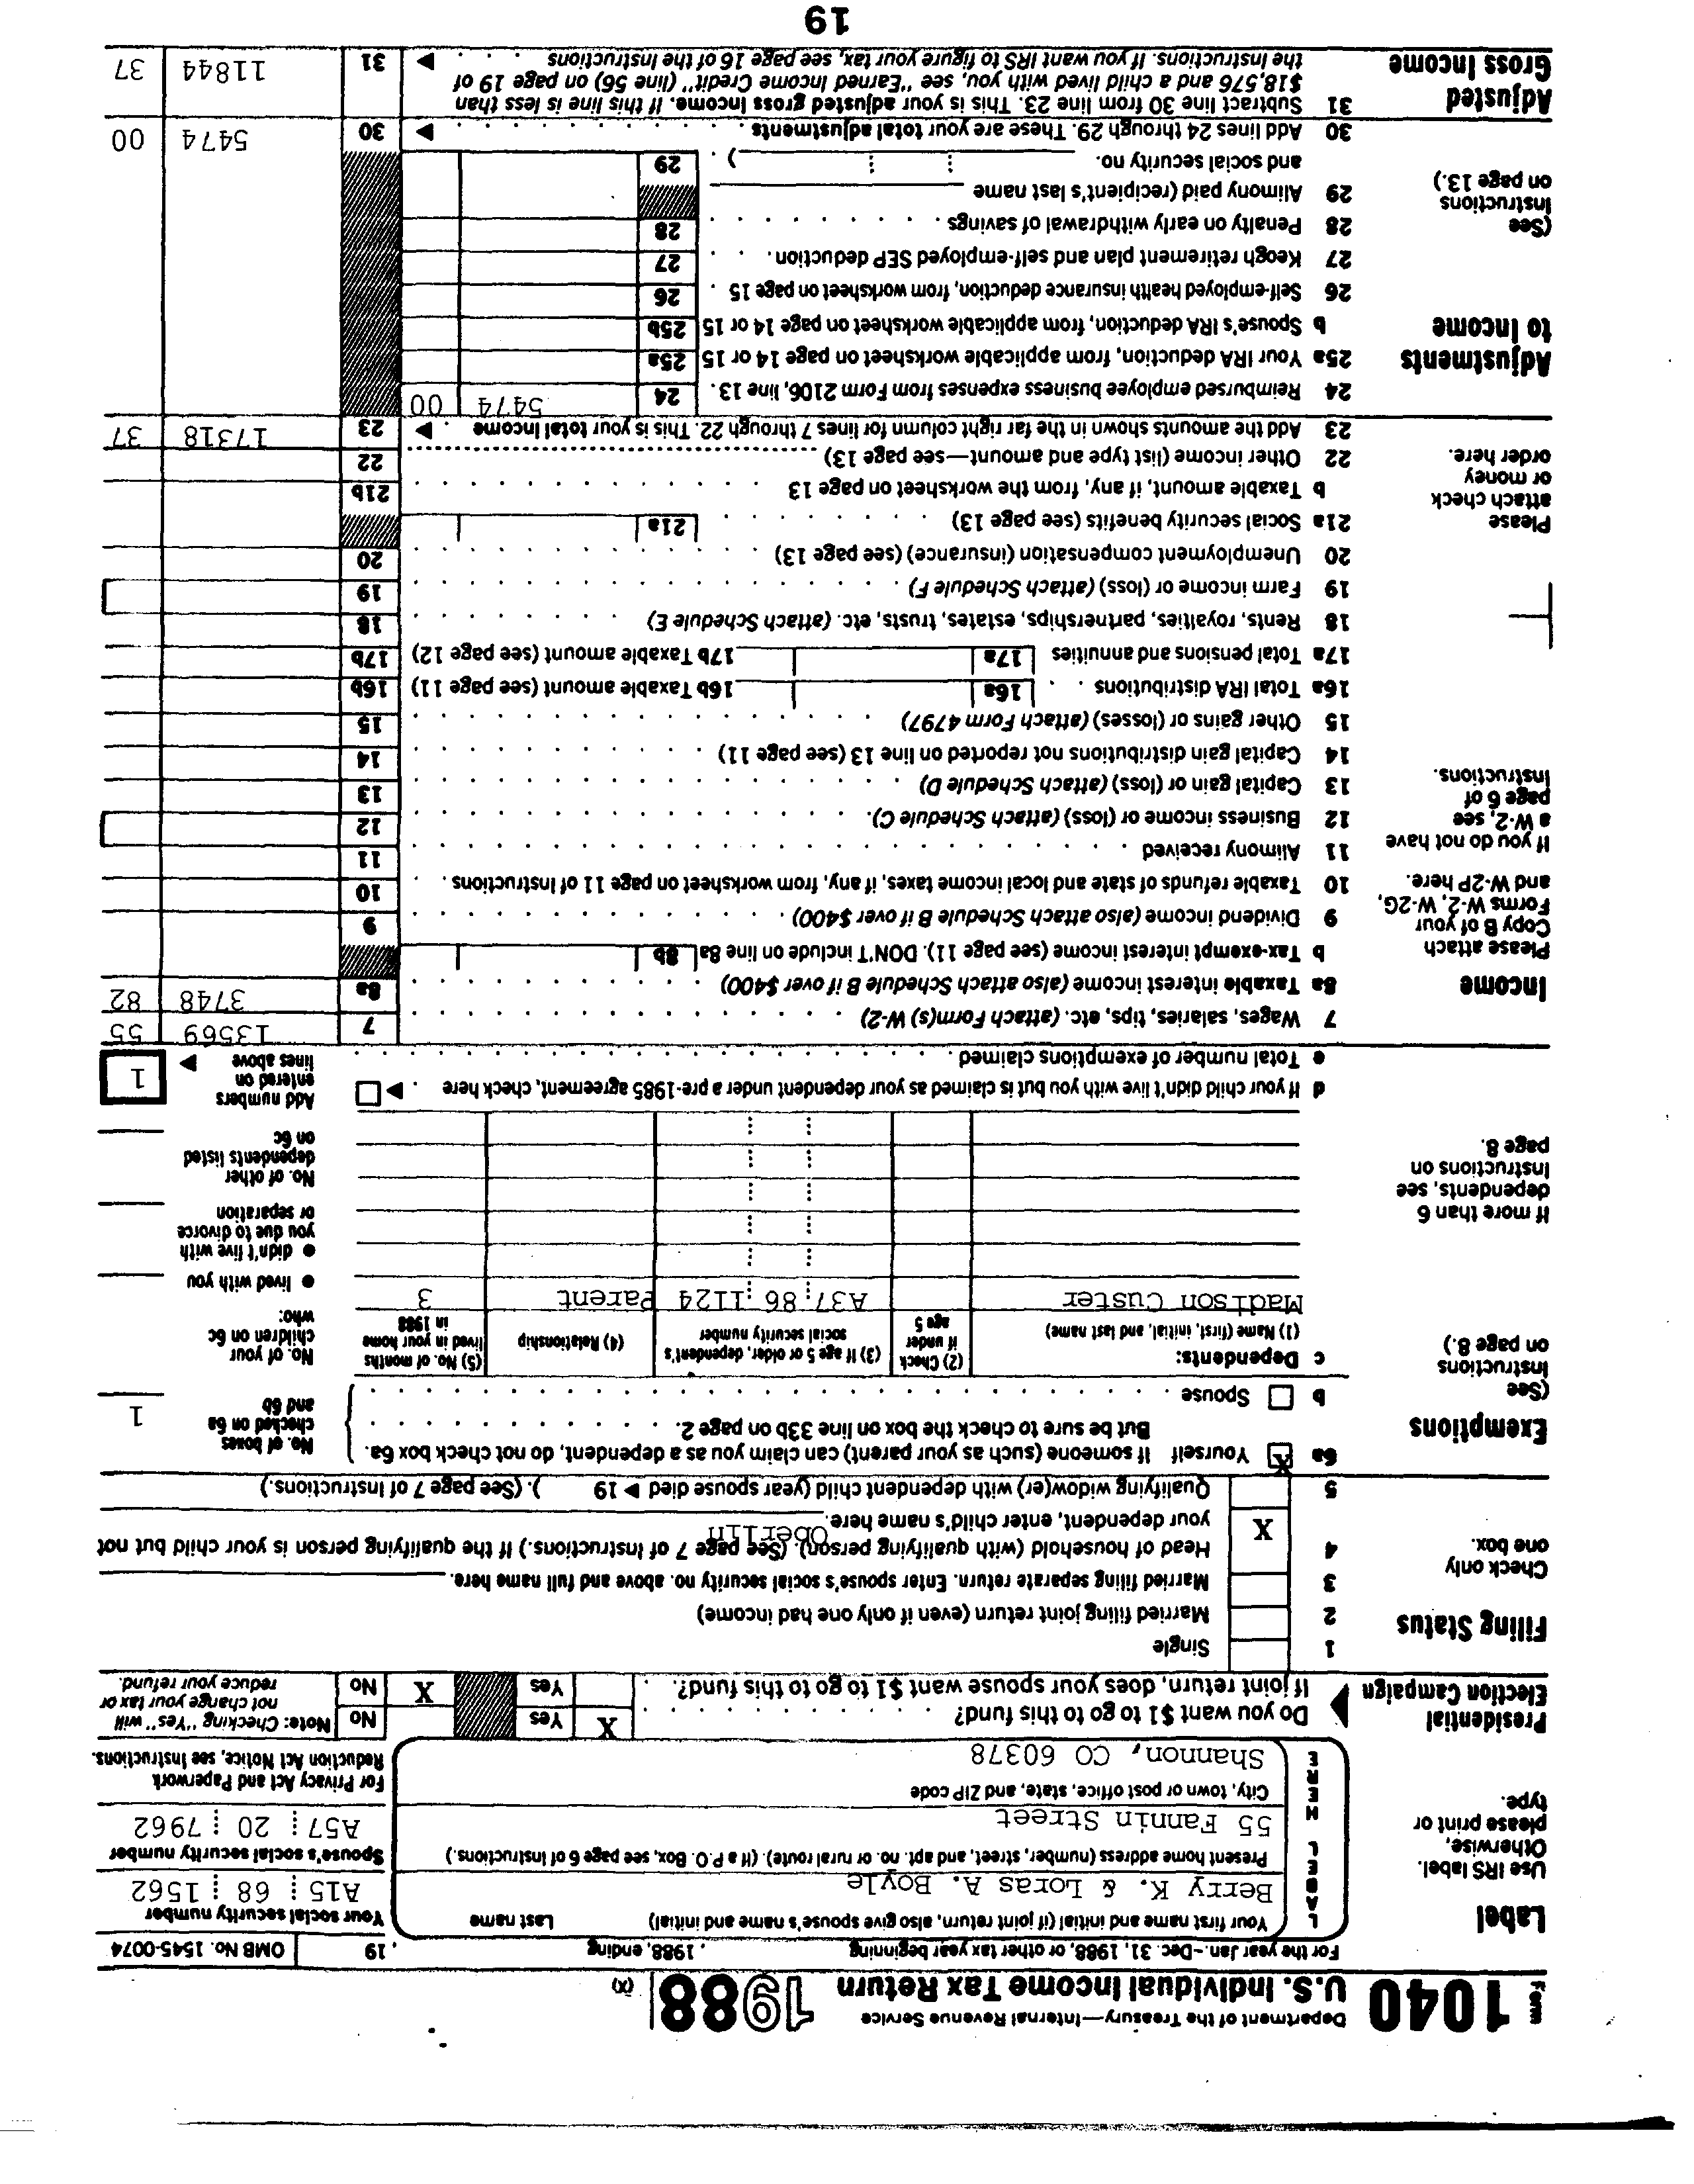 Form 1040 Department of the Treasury—Internal Revenue Service
U.S. Individual Income Tax Return 1988 (X)
For the year Jan.–Dec. 31, 1988, or other tax year beginning , 1988, ending , 19 OMB No. 1545-0074
Label
Use IRS label.
Otherwise,
please print or
type.
LABEL HERE
Your first name and initial (if joint return, also give spouse's name and initial) Last name
Berry K. & Loras A. Boyle
Your social security number
A15 68 1562
Present home address (number, street, and apt. no. or rural route). (If a P.O. Box, see page 6 of Instructions.)
55 Fannin Street
Spouse's social security number
A57 20 7962
City, town or post office, state, and ZIP code
Shannon, CO 60378
For Privacy Act and Paperwork
Reduction Act Notice, see Instructions.
Presidential
Election Campaign
Do you want $1 to go to this fund? X Yes No
If joint return, does your spouse want $1 to go to this fund? Yes X No
Note: Checking "Yes" will
not change your tax or
reduce your refund.
Filing Status
Check only
one box.
1 Single
2 Married filing joint return (even if only one had income)
3 Married filing separate return. Enter spouse's social security no. above and full name here.
4 X Head of household (with qualifying person). (See page 7 of Instructions.) If the qualifying person is your child but not
your dependent, enter child's name here. Oberlin
5 Qualifying widow(er) with dependent child (year spouse died ▶ 19 ). (See page 7 of Instructions.)
Exemptions
(See
Instructions
on page 8.)
6a X Yourself If someone (such as your parent) can claim you as a dependent, do not check box 6a.
But be sure to check the box on line 33b on page 2.
b Spouse
No. of boxes
checked on 6a
and 6b 1
c Dependents:
(1) Name (first, initial, and last name)
(2) Check
if under
age 5
(3) If age 5 or older, dependent's
social security number
(4) Relationship
(5) No. of months
lived in your home
in 1988
Madison Custer A37 86 1124 Parent 3
No. of your
children on 6c
who:
● lived with you
● didn't live with
you due to divorce
or separation
No. of other
dependents listed
on 6c
If more than 6
dependents, see
Instructions on
page 8.
d If your child didn't live with you but is claimed as your dependent under a pre-1985 agreement, check here ▶
e Total number of exemptions claimed
Add numbers
entered on
lines above ▶ 1
Income
Please attach
Copy B of your
Forms W-2, W-2G,
and W-2P here.
If you do not have
a W-2, see
page 6 of
Instructions.
Please
attach check
or money
order here.
7 Wages, salaries, tips, etc. (attach Form(s) W-2) 7 13569 55
8a Taxable interest income (also attach Schedule B if over $400) 8a 3748 82
b Tax-exempt interest income (see page 11). DON'T include on line 8a 8b
9 Dividend income (also attach Schedule B if over $400) 9
10 Taxable refunds of state and local income taxes, if any, from worksheet on page 11 of Instructions 10
11 Alimony received 11
12 Business income or (loss) (attach Schedule C). 12
13 Capital gain or (loss) (attach Schedule D) 13
14 Capital gain distributions not reported on line 13 (see page 11) 14
15 Other gains or (losses) (attach Form 4797) 15
16a Total IRA distributions 16a 16b Taxable amount (see page 11) 16b
17a Total pensions and annuities 17a 17b Taxable amount (see page 12) 17b
18 Rents, royalties, partnerships, estates, trusts, etc. (attach Schedule E) 18
19 Farm income or (loss) (attach Schedule F) 19
20 Unemployment compensation (insurance) (see page 13) 20
21a Social security benefits (see page 13) 21a
b Taxable amount, if any, from the worksheet on page 13 21b
22 Other income (list type and amount—see page 13) 22
23 Add the amounts shown in the far right column for lines 7 through 22. This is your total income ▶ 23 17318 37
Adjustments
to Income
(See
Instructions
on page 13.)
24 Reimbursed employee business expenses from Form 2106, line 13. 24 5474 00
25a Your IRA deduction, from applicable worksheet on page 14 or 15 25a
b Spouse's IRA deduction, from applicable worksheet on page 14 or 15 25b
26 Self-employed health insurance deduction, from worksheet on page 15 26
27 Keogh retirement plan and self-employed SEP deduction 27
28 Penalty on early withdrawal of savings 28
29 Alimony paid (recipient's last name
and social security no. ) 29
30 Add lines 24 through 29. These are your total adjustments ▶ 30 5474 00
Adjusted
Gross Income
31 Subtract line 30 from line 23. This is your adjusted gross income. If this line is less than
$18,576 and a child lived with you, see "Earned Income Credit" (line 56) on page 19 of
the Instructions. If you want IRS to figure your tax, see page 16 of the Instructions ▶ 31 11844 37
19